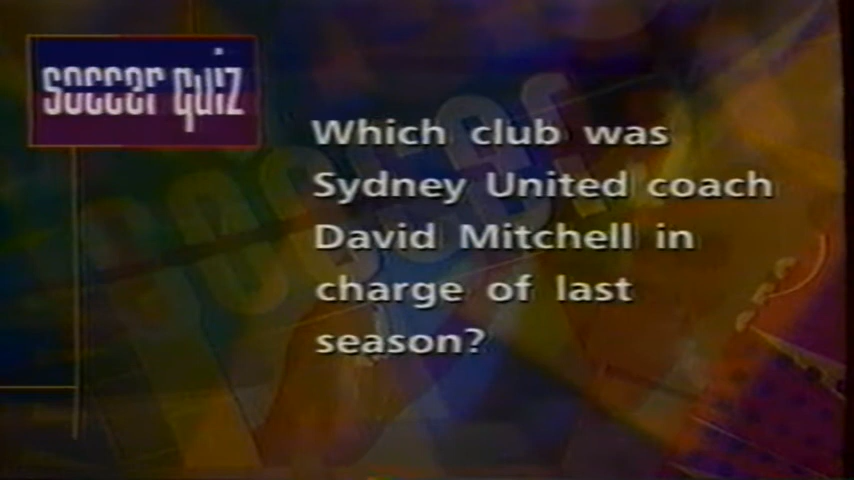 soccer quiz
Which club was
Sydney United coach
David Mitchell in
charge of last
season?